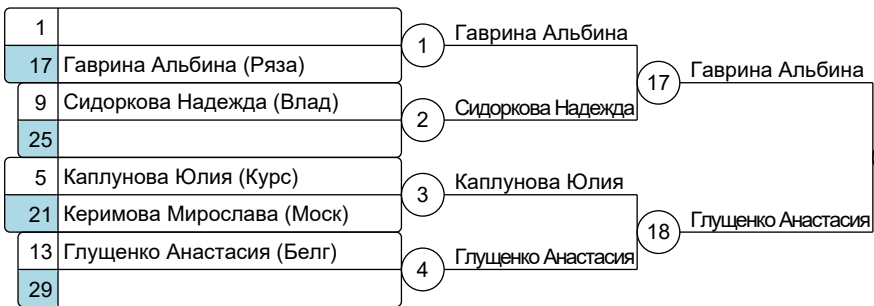 1
17 Гаврина Альбина (Ряза)
1 Гаврина Альбина
9 Сидоркова Надежда (Влад)
25
2 Сидоркова Надежда
17 Гаврина Альбина
5 Каплунова Юлия (Курс)
21 Керимова Мирослава (Моск)
3 Каплунова Юлия
13 Глущенко Анастасия (Белг)
29
4 Глущенко Анастасия
18 Глущенко Анастасия